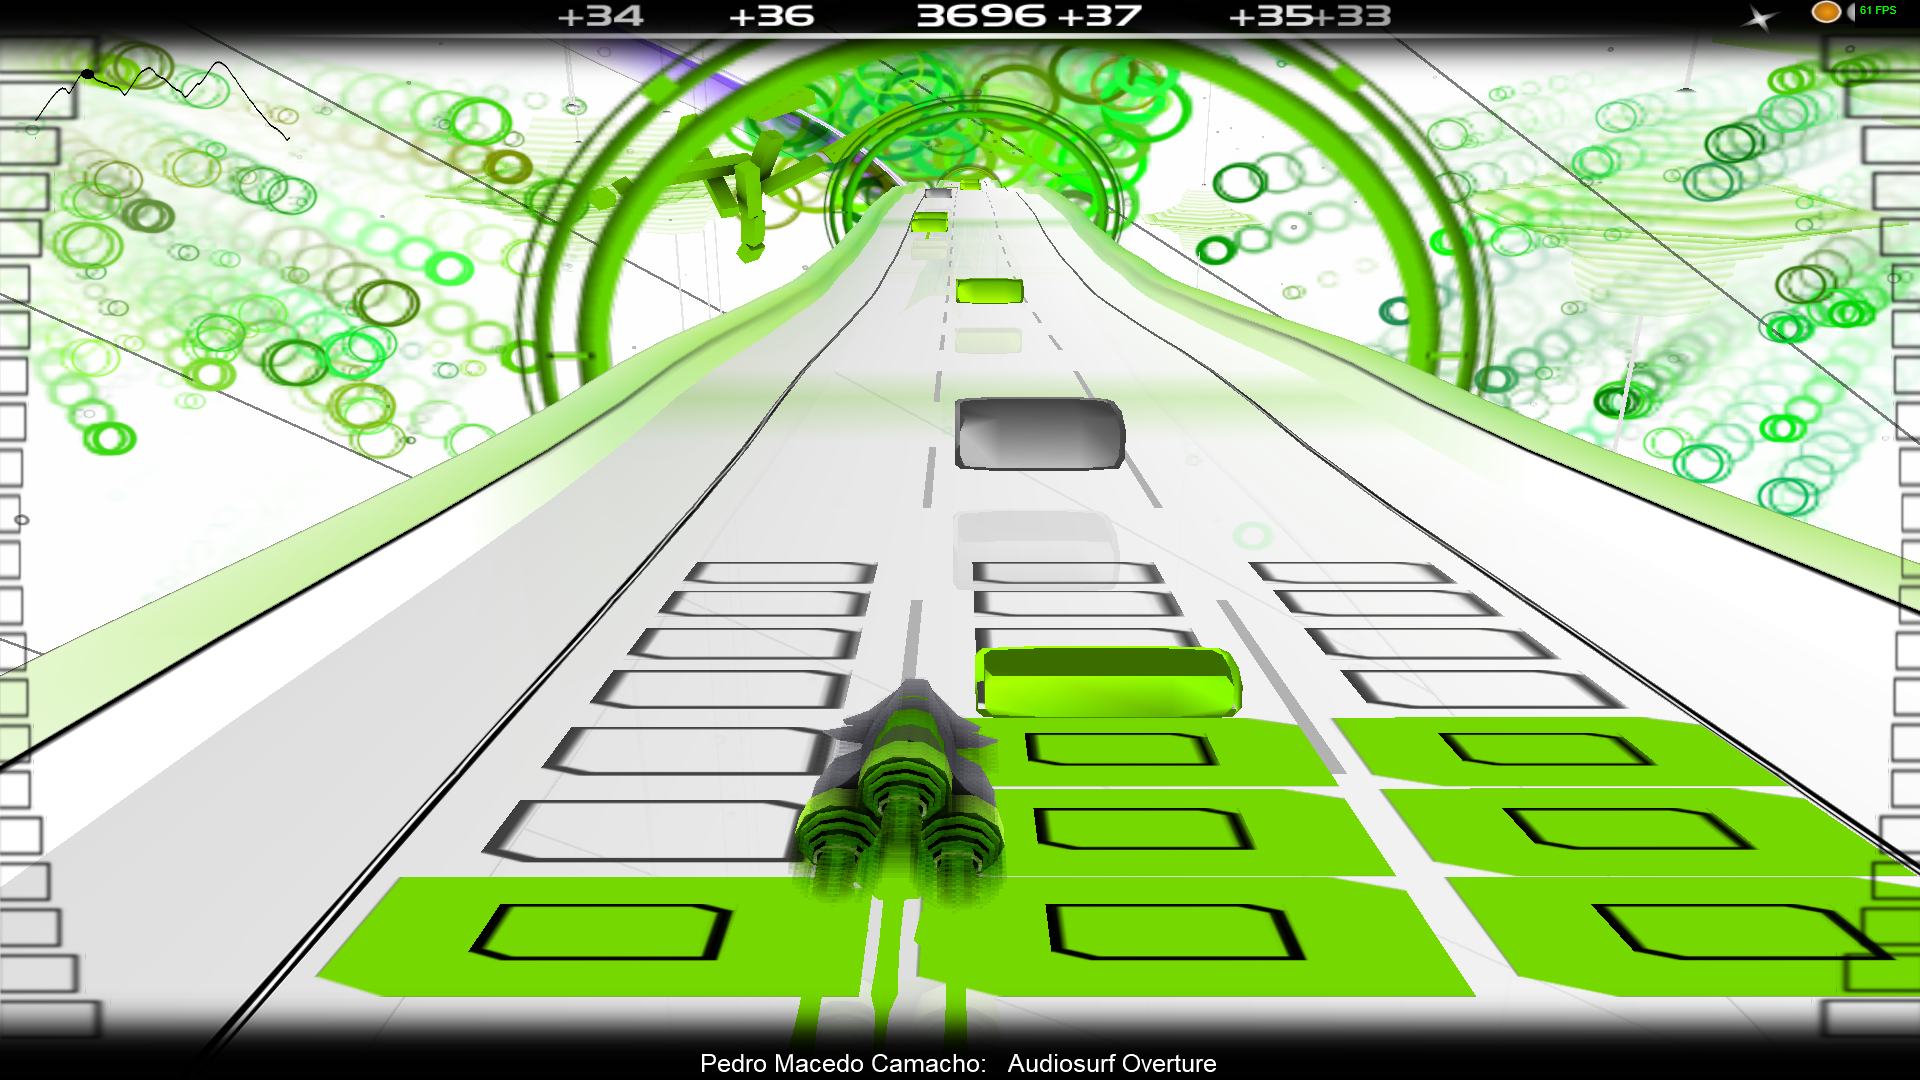 +34 +36 3696 +37 +35 +33
61 FPS
Pedro Macedo Camacho: Audiosurf Overture